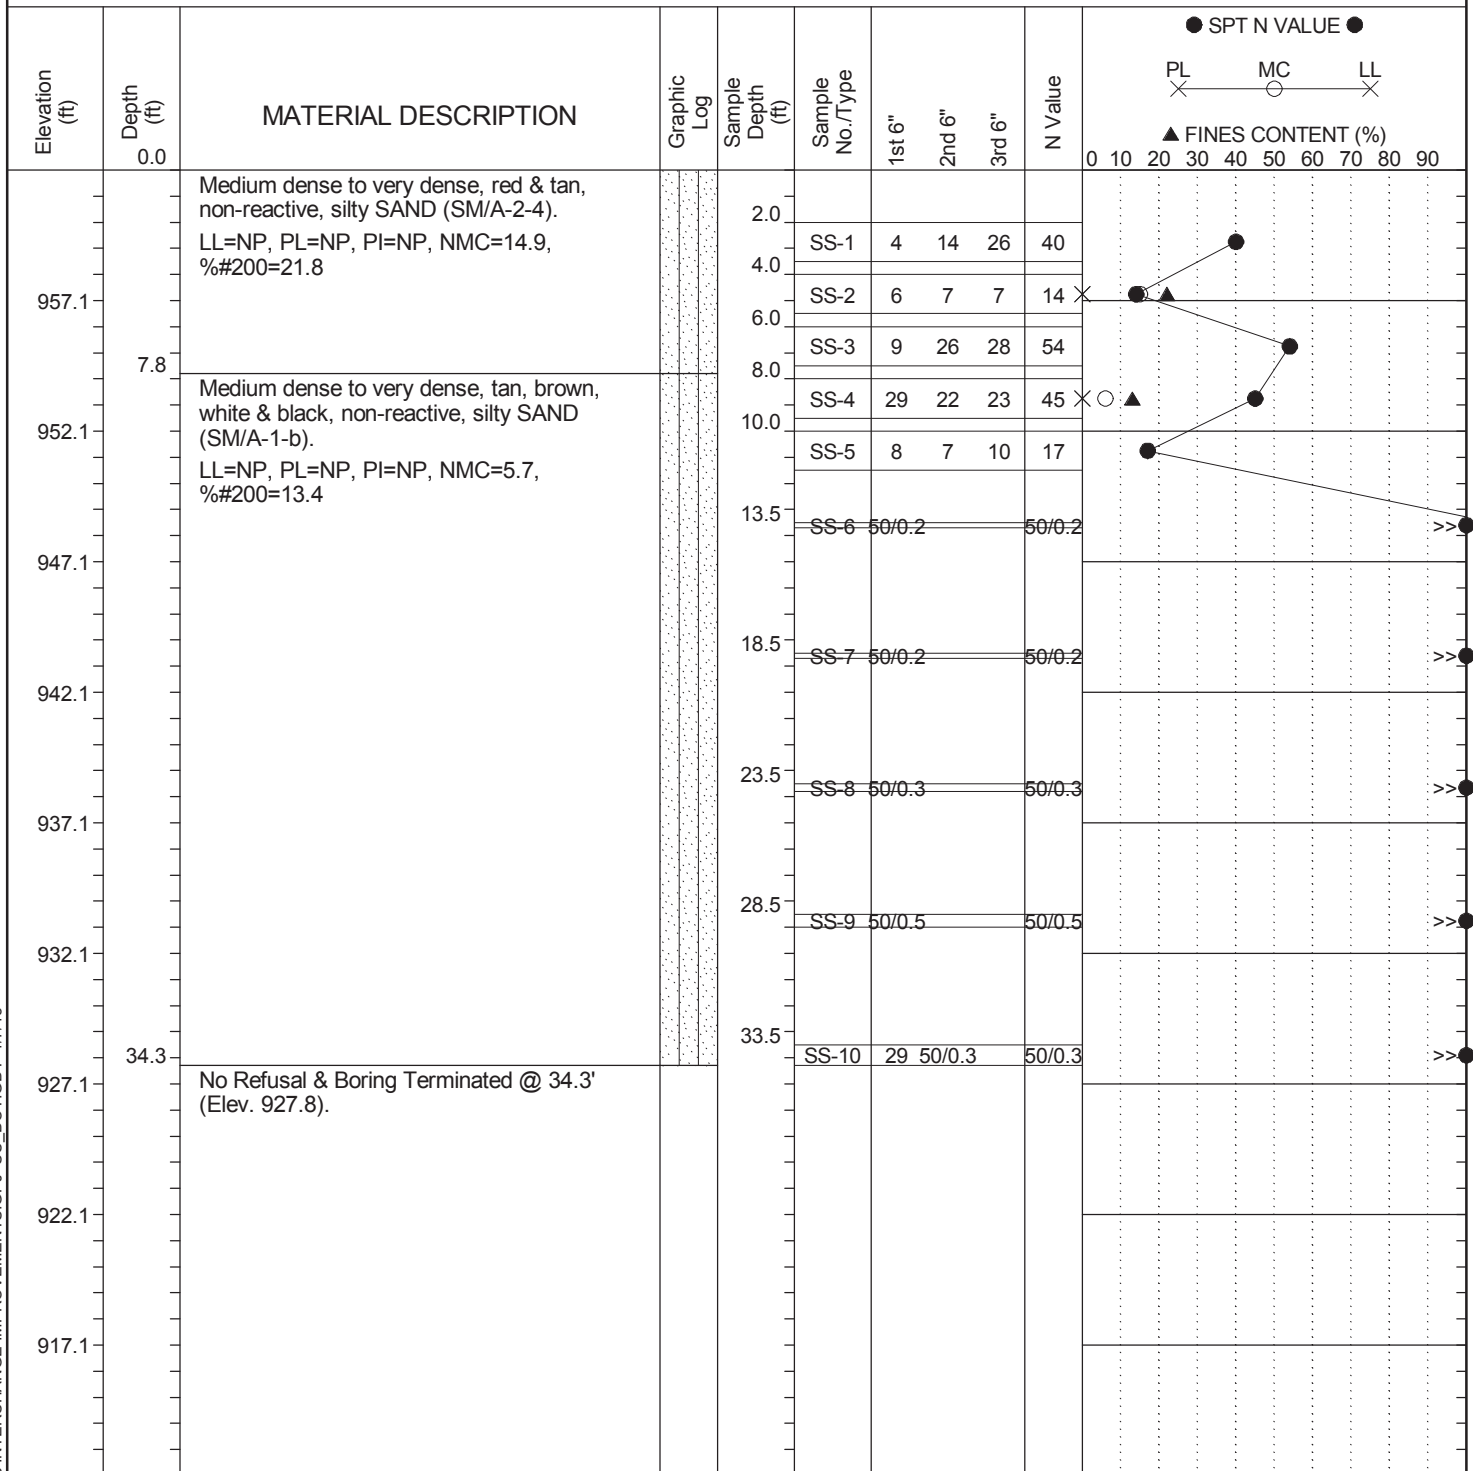 ● SPT N VALUE ●
PL MC LL
▲ FINES CONTENT (%)
Elevation (ft)
Depth (ft)
0.0
MATERIAL DESCRIPTION
Graphic Log
Sample Depth (ft)
Sample No./Type
1st 6"
2nd 6"
3rd 6"
N Value
0 10 20 30 40 50 60 70 80 90
Medium dense to very dense, red & tan,
non-reactive, silty SAND (SM/A-2-4).
LL=NP, PL=NP, PI=NP, NMC=14.9,
%#200=21.8
2.0
SS-1 4 14 26 40
4.0
957.1
SS-2 6 7 7 14
6.0
SS-3 9 26 28 54
7.8
8.0
Medium dense to very dense, tan, brown,
white & black, non-reactive, silty SAND
(SM/A-1-b).
LL=NP, PL=NP, PI=NP, NMC=5.7,
%#200=13.4
SS-4 29 22 23 45
10.0
952.1
SS-5 8 7 10 17
13.5
SS-6 50/0.2 50/0.2 >>
947.1
18.5
SS-7 50/0.2 50/0.2 >>
942.1
23.5
SS-8 50/0.3 50/0.3 >>
937.1
28.5
SS-9 50/0.5 50/0.5 >>
932.1
33.5
34.3
SS-10 29 50/0.3 50/0.3 >>
927.1
No Refusal & Boring Terminated @ 34.3'
(Elev. 927.8).
922.1
917.1